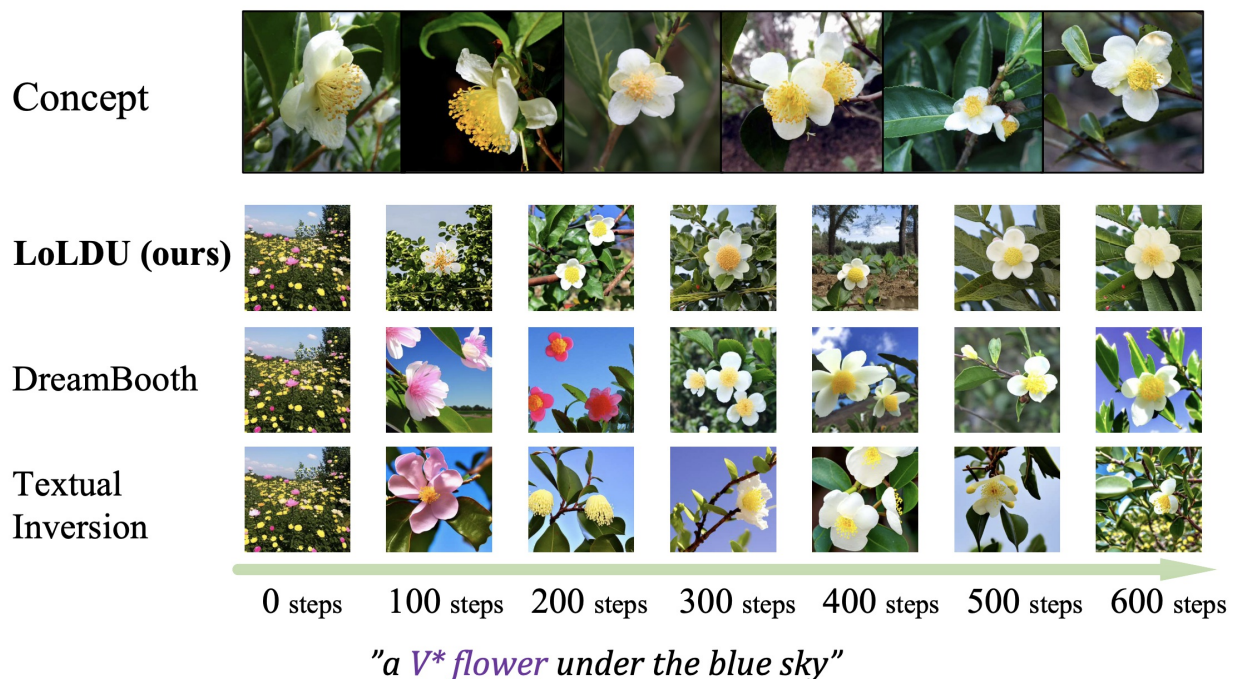 Concept
LoLDU (ours)
DreamBooth
Textual
Inversion
0 steps 100 steps 200 steps 300 steps 400 steps 500 steps 600 steps
"a V* flower under the blue sky"